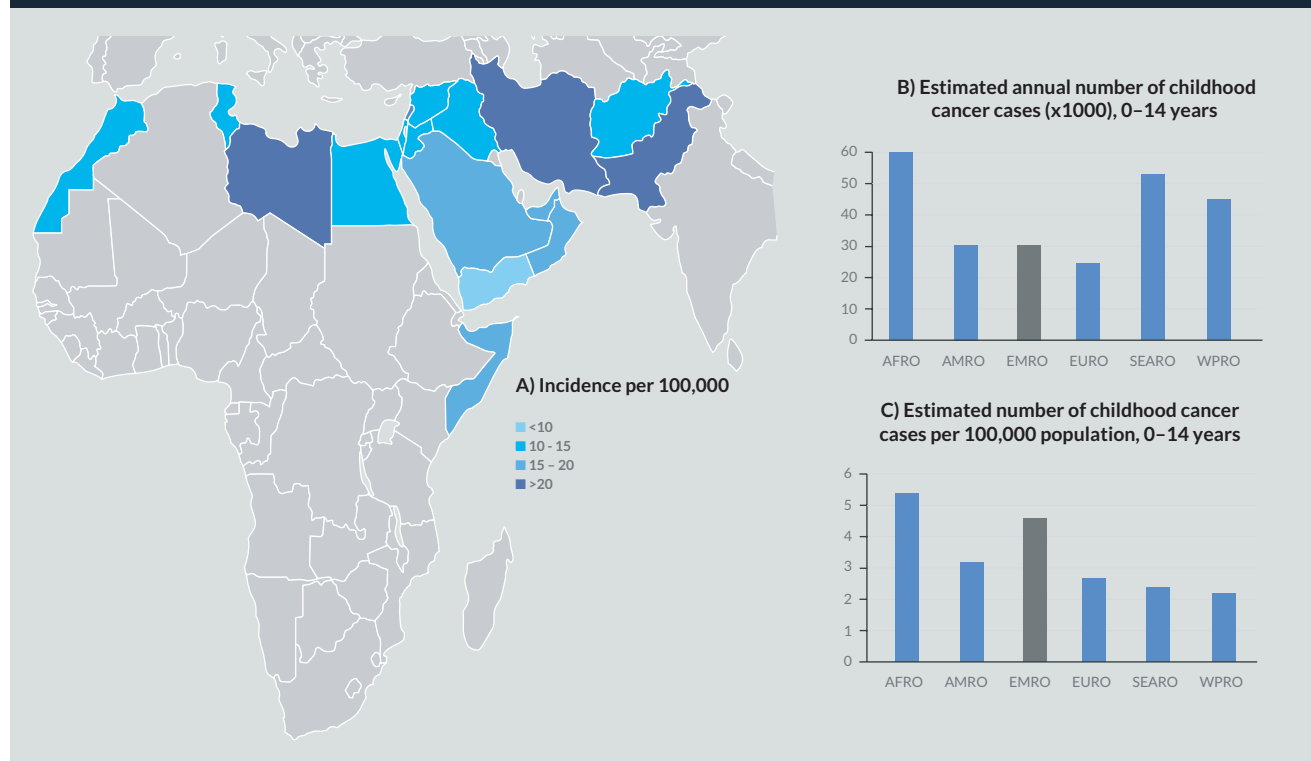 A) Incidence per 100,000
<10
10 - 15
15 – 20
>20
B) Estimated annual number of childhood
cancer cases (x1000), 0–14 years
60
50
40
30
20
10
0
AFRO AMRO EMRO EURO SEARO WPRO
C) Estimated number of childhood cancer
cases per 100,000 population, 0–14 years
6
5
4
3
2
1
0
AFRO AMRO EMRO EURO SEARO WPRO